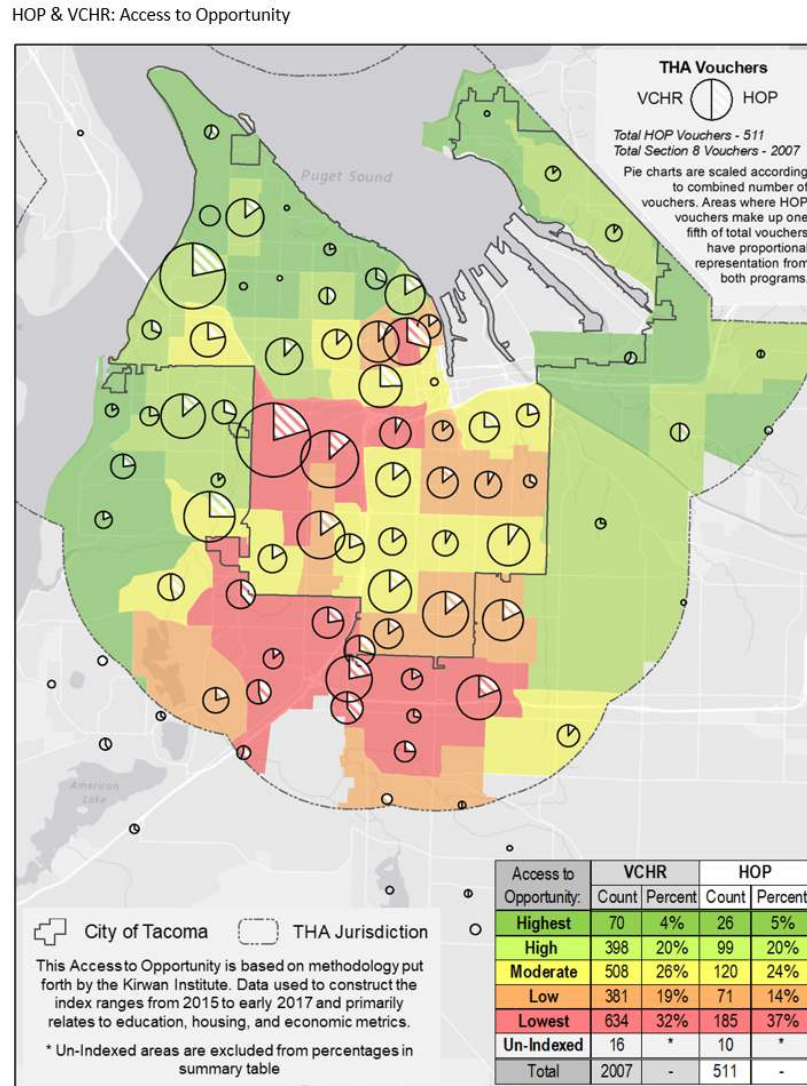 HOP & VCHR: Access to Opportunity
THA Vouchers
VCHR HOP
Total HOP Vouchers - 511
Total Section 8 Vouchers - 2007
Pie charts are scaled according
to combined number of
vouchers. Areas where HOP
vouchers make up one
fifth of total vouchers
have proportional
representation from
both programs.
Puget Sound
American
Lake
City of Tacoma THA Jurisdiction
This Access to Opportunity is based on methodology put
forth by the Kirwan Institute. Data used to construct the
index ranges from 2015 to early 2017 and primarily
relates to education, housing, and economic metrics.
* Un-Indexed areas are excluded from percentages in
summary table
Access to Opportunity: VCHR HOP
Count Percent Count Percent
Highest 70 4% 26 5%
High 398 20% 99 20%
Moderate 508 26% 120 24%
Low 381 19% 71 14%
Lowest 634 32% 185 37%
Un-Indexed 16 * 10 *
Total 2007 - 511 -